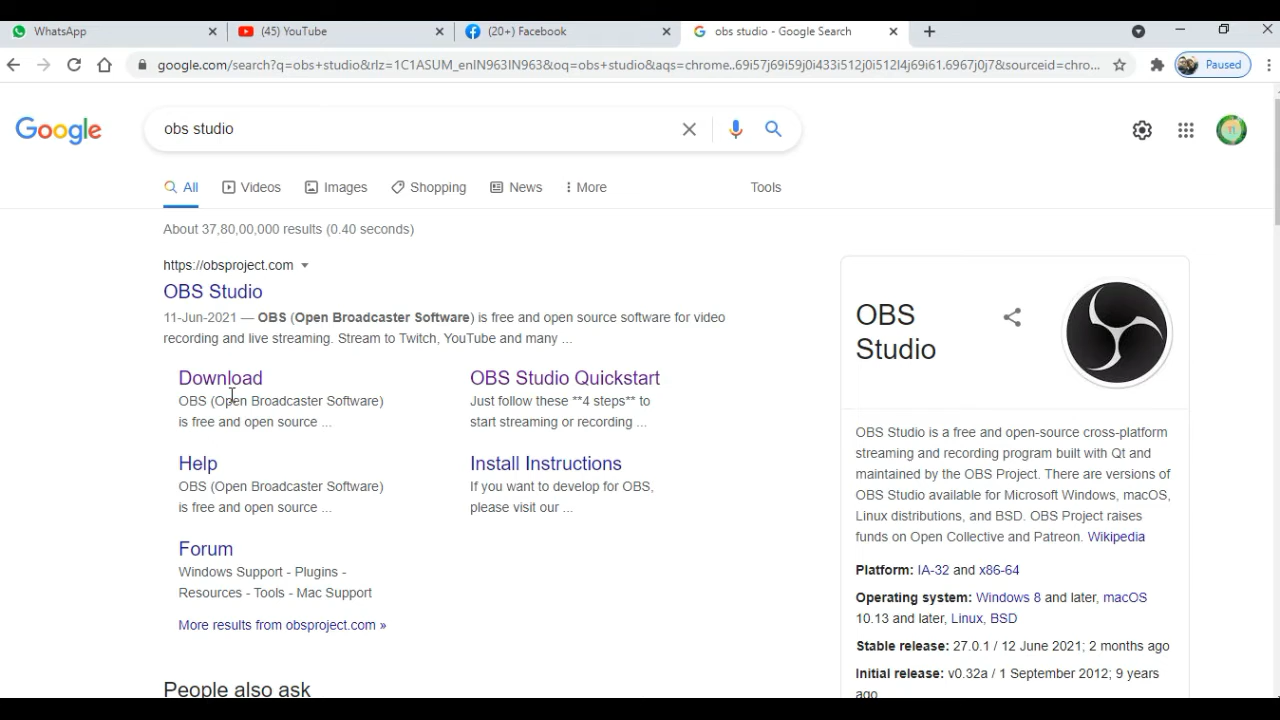 WhatsApp
(45) YouTube
(20+) Facebook
obs studio - Google Search
google.com/search?q=obs+studio&rlz=1C1ASUM_enIN963IN963&oq=obs+studio&aqs=chrome..69i57j69i59j0i433i512j0i512l4j69i61.6967j0j7&sourceid=chro...
Paused
Google
obs studio
All
Videos
Images
Shopping
News
More
Tools
About 37,80,00,000 results (0.40 seconds)
https://obsproject.com
OBS Studio
11-Jun-2021 — OBS (Open Broadcaster Software) is free and open source software for video
recording and live streaming. Stream to Twitch, YouTube and many ...
Download
OBS (Open Broadcaster Software)
is free and open source ...
OBS Studio Quickstart
Just follow these **4 steps** to
start streaming or recording ...
Help
OBS (Open Broadcaster Software)
is free and open source ...
Install Instructions
If you want to develop for OBS,
please visit our ...
Forum
Windows Support - Plugins -
Resources - Tools - Mac Support
More results from obsproject.com »
People also ask
OBS
Studio
OBS Studio is a free and open-source cross-platform
streaming and recording program built with Qt and
maintained by the OBS Project. There are versions of
OBS Studio available for Microsoft Windows, macOS,
Linux distributions, and BSD. OBS Project raises
funds on Open Collective and Patreon. Wikipedia
Platform: IA-32 and x86-64
Operating system: Windows 8 and later, macOS
10.13 and later, Linux, BSD
Stable release: 27.0.1 / 12 June 2021; 2 months ago
Initial release: v0.32a / 1 September 2012; 9 years
ago